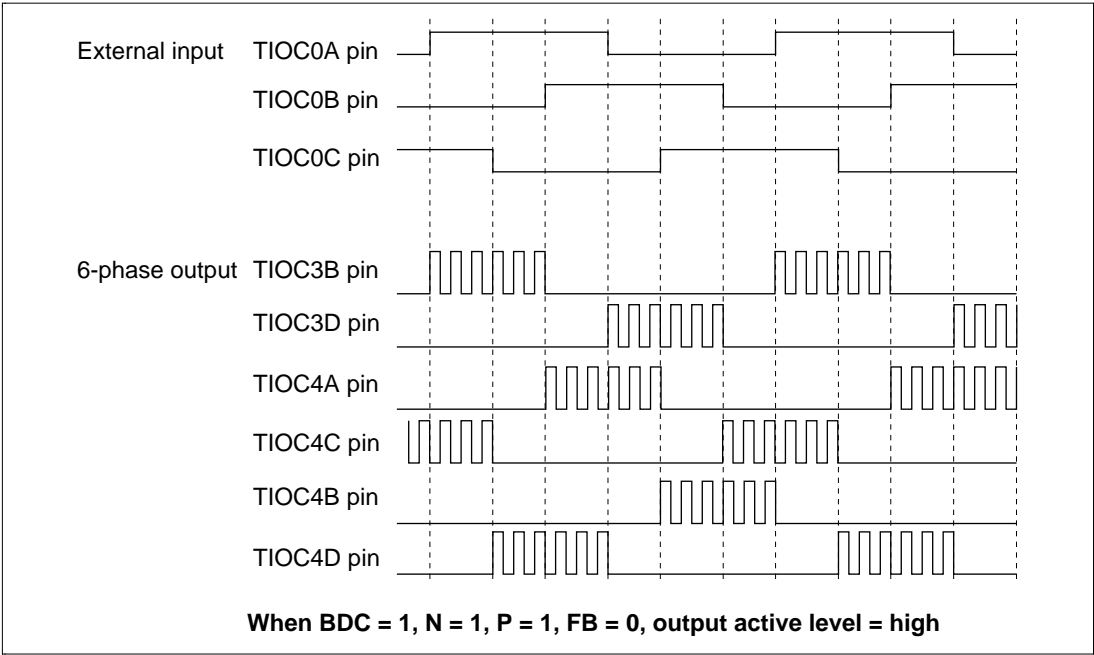 External input TIOC0A pin
TIOC0B pin
TIOC0C pin
6-phase output TIOC3B pin
TIOC3D pin
TIOC4A pin
TIOC4C pin
TIOC4B pin
TIOC4D pin
When BDC = 1, N = 1, P = 1, FB = 0, output active level = high